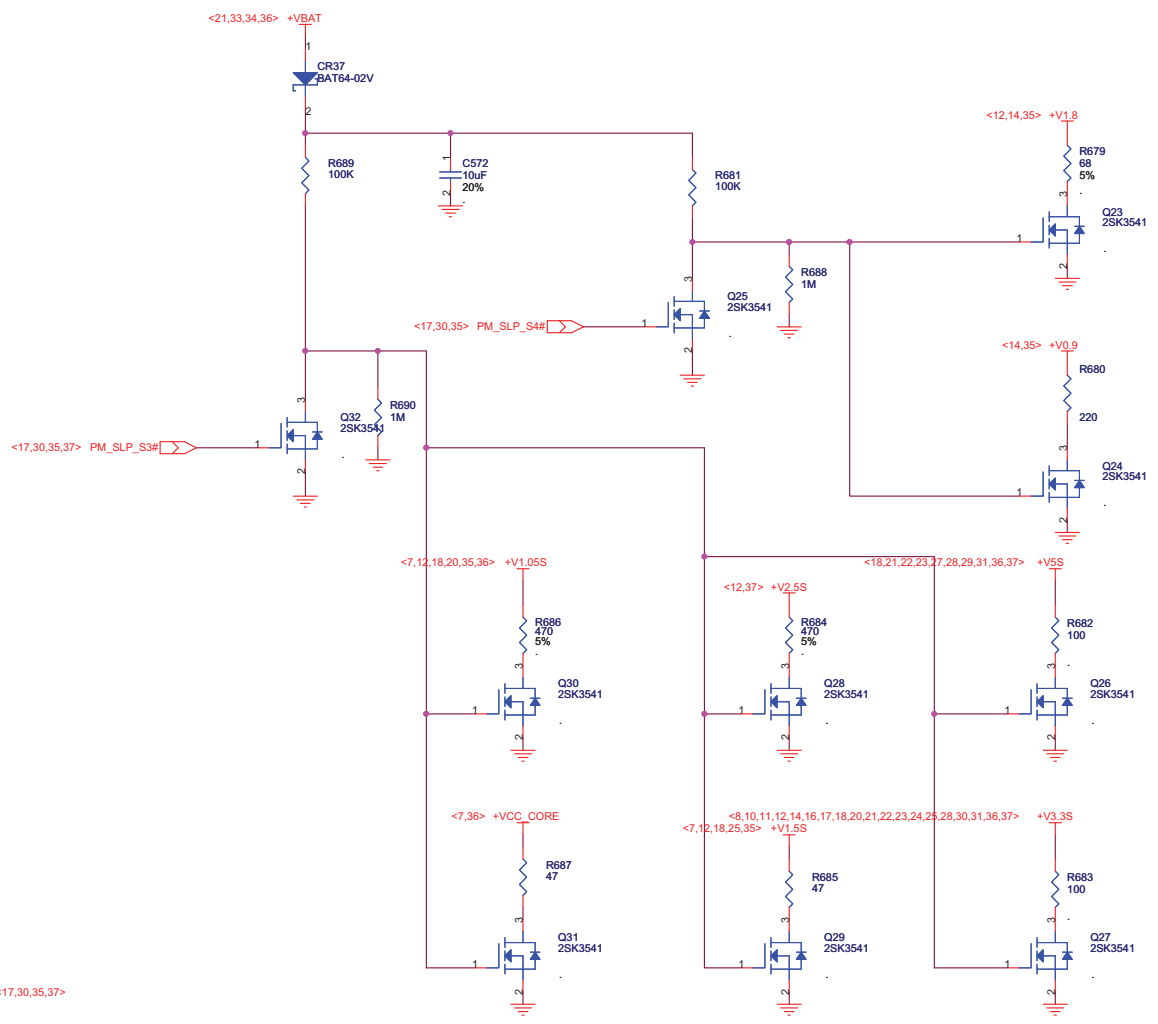 <21,33,34,36> +VBAT
1
CR37
BAT64-02V
2
<12,14,35> +V1.8
R679
68
5%
.
3
Q23
2SK3541
1
.
2
R689
100K
1
C572
10uF
20%
2
.
R681
100K
3
R688
1M
Q25
2SK3541
.
<17,30,35> PM_SLP_S4#
1
2
<14,35> +V0.9
R680
220
3
Q24
2SK3541
1
.
2
3
R690
1M
Q32
2SK3541
.
<17,30,35,37> PM_SLP_S3#
1
2
<7,12,18,20,35,36> +V1.05S
R686
470
5%
.
3
Q30
2SK3541
1
.
2
<12,37> +V2.5S
R684
470
5%
.
3
Q28
2SK3541
1
.
2
<18,21,22,23,27,28,29,31,36,37> +V5S
R682
100
.
3
Q26
2SK3541
1
.
2
<7,36> +VCC_CORE
R687
47
3
Q31
2SK3541
1
.
2
<7,12,18,25,35> +V1.5S
R685
47
3
Q29
2SK3541
1
.
2
<8,10,11,12,14,16,17,18,20,21,22,23,24,25,28,30,31,36,37> +V3.3S
R683
100
.
3
Q27
2SK3541
1
.
2
17,30,35,37>